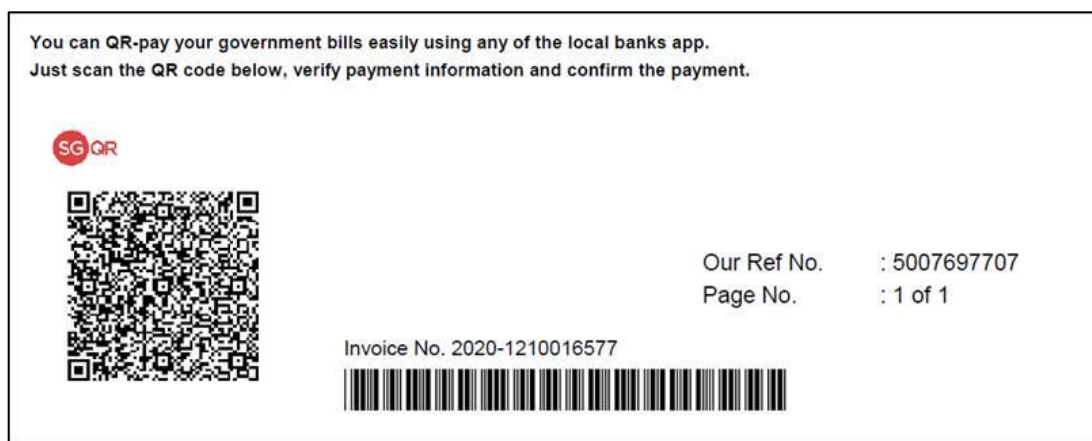 You can QR-pay your government bills easily using any of the local banks app.
Just scan the QR code below, verify payment information and confirm the payment.
SG QR
Our Ref No. : 5007697707
Page No. : 1 of 1
Invoice No. 2020-1210016577